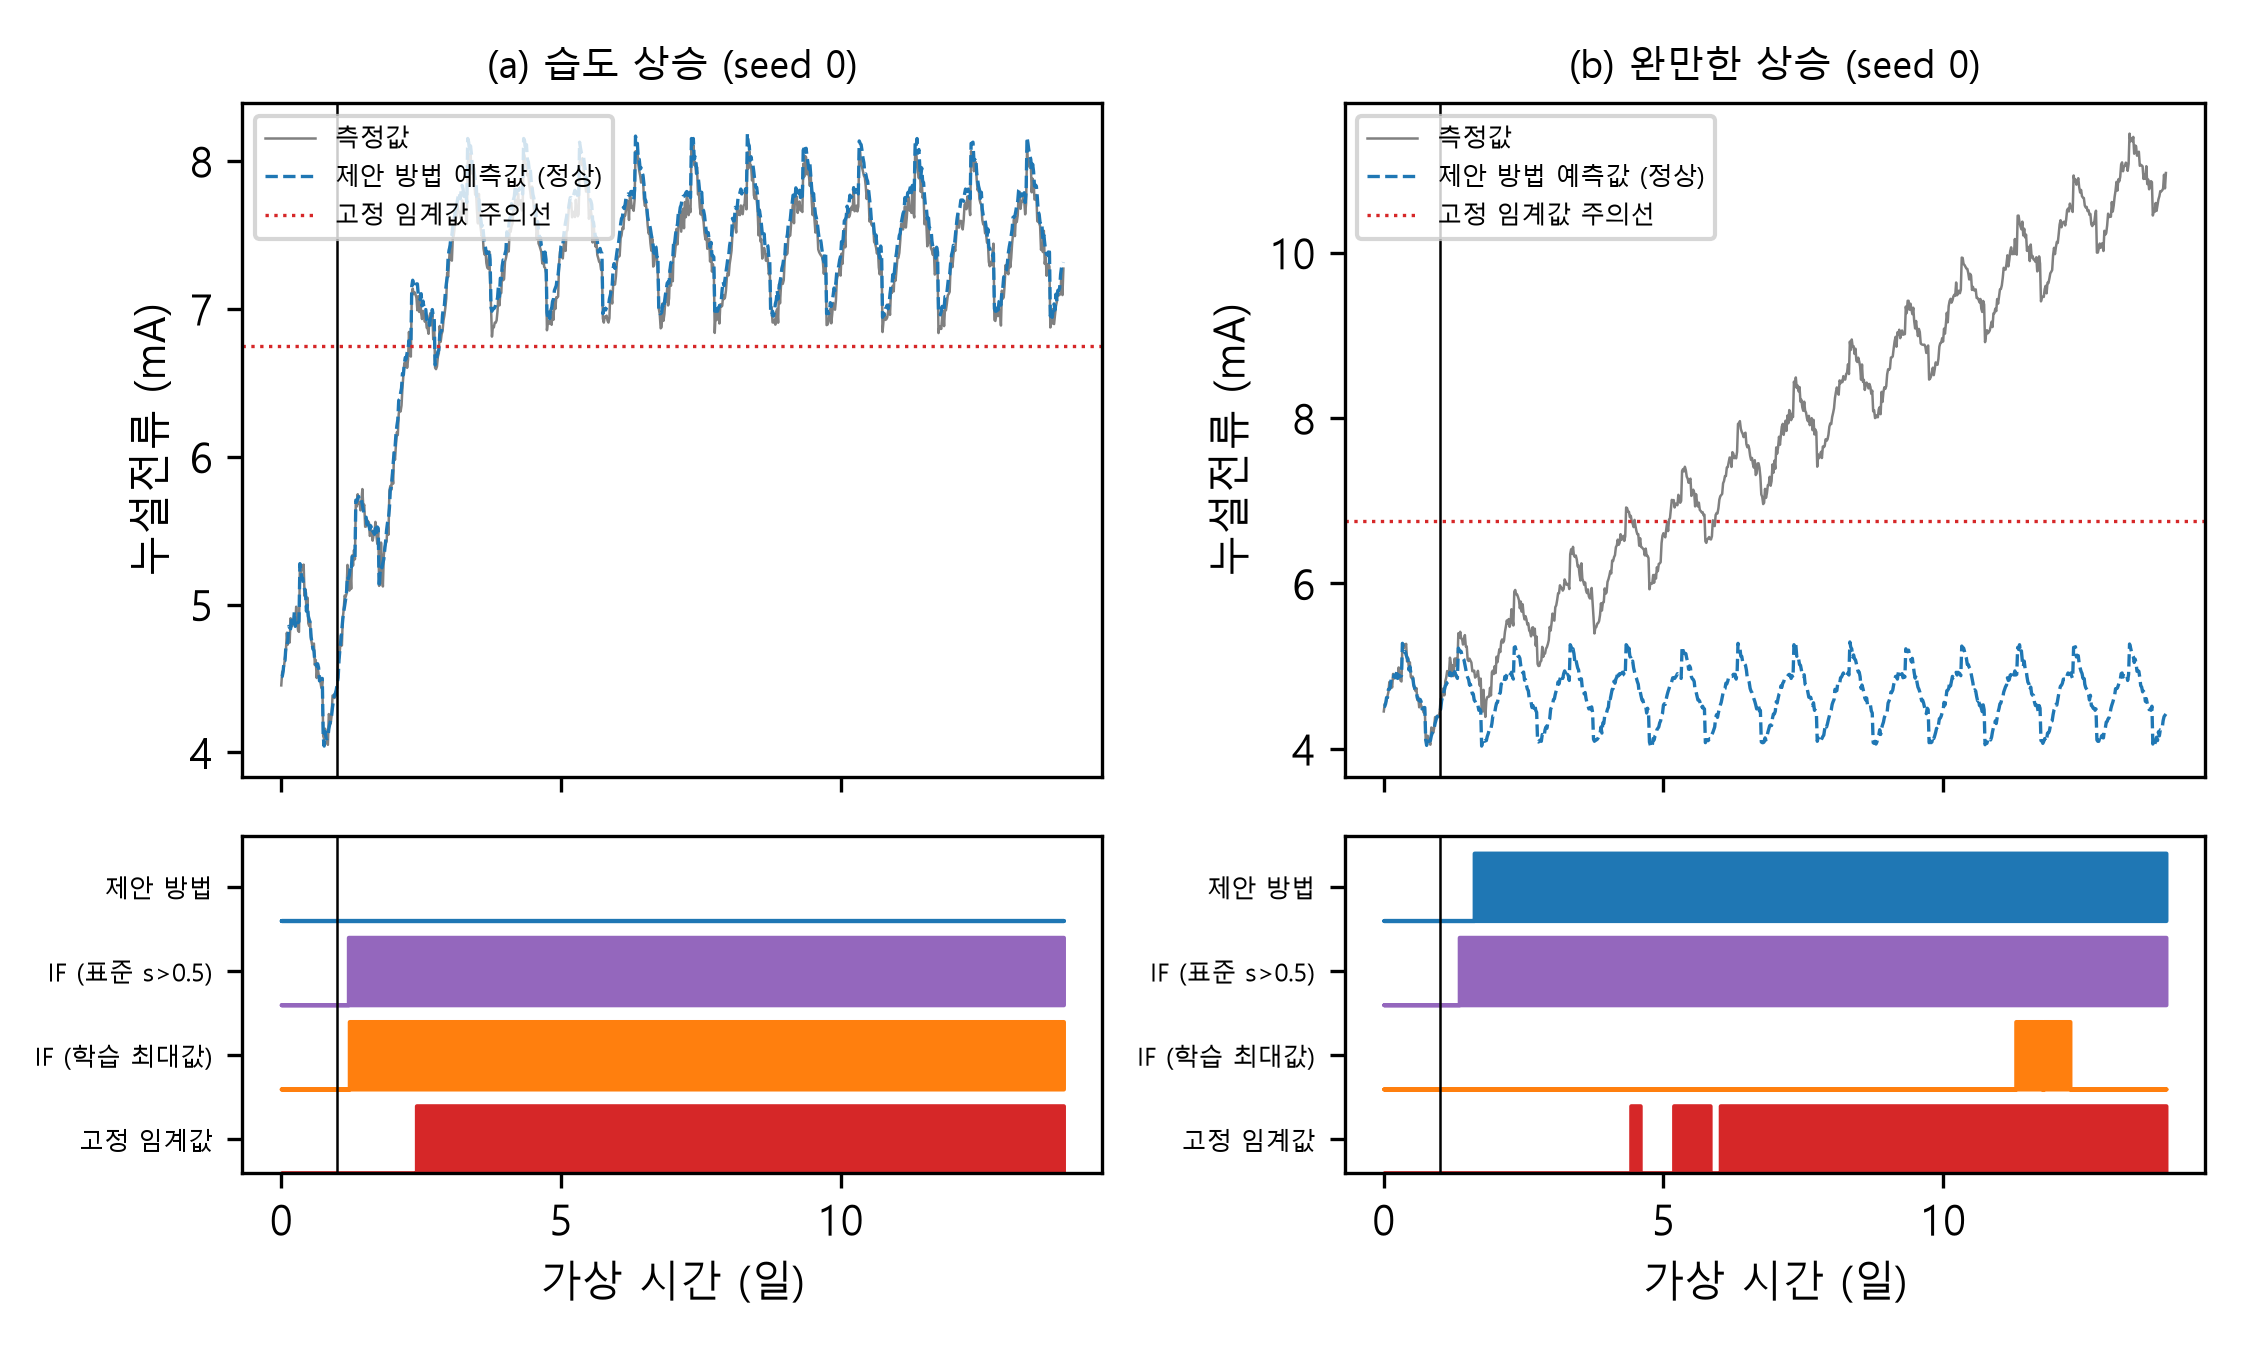 (a) 습도 상승 (seed 0)
측정값
제안 방법 예측값 (정상)
고정 임계값 주의선
누설전류 (mA)
8
7
6
5
4
제안 방법
IF (표준 s>0.5)
IF (학습 최대값)
고정 임계값
0
5
10
가상 시간 (일)
(b) 완만한 상승 (seed 0)
측정값
제안 방법 예측값 (정상)
고정 임계값 주의선
누설전류 (mA)
10
8
6
4
제안 방법
IF (표준 s>0.5)
IF (학습 최대값)
고정 임계값
0
5
10
가상 시간 (일)